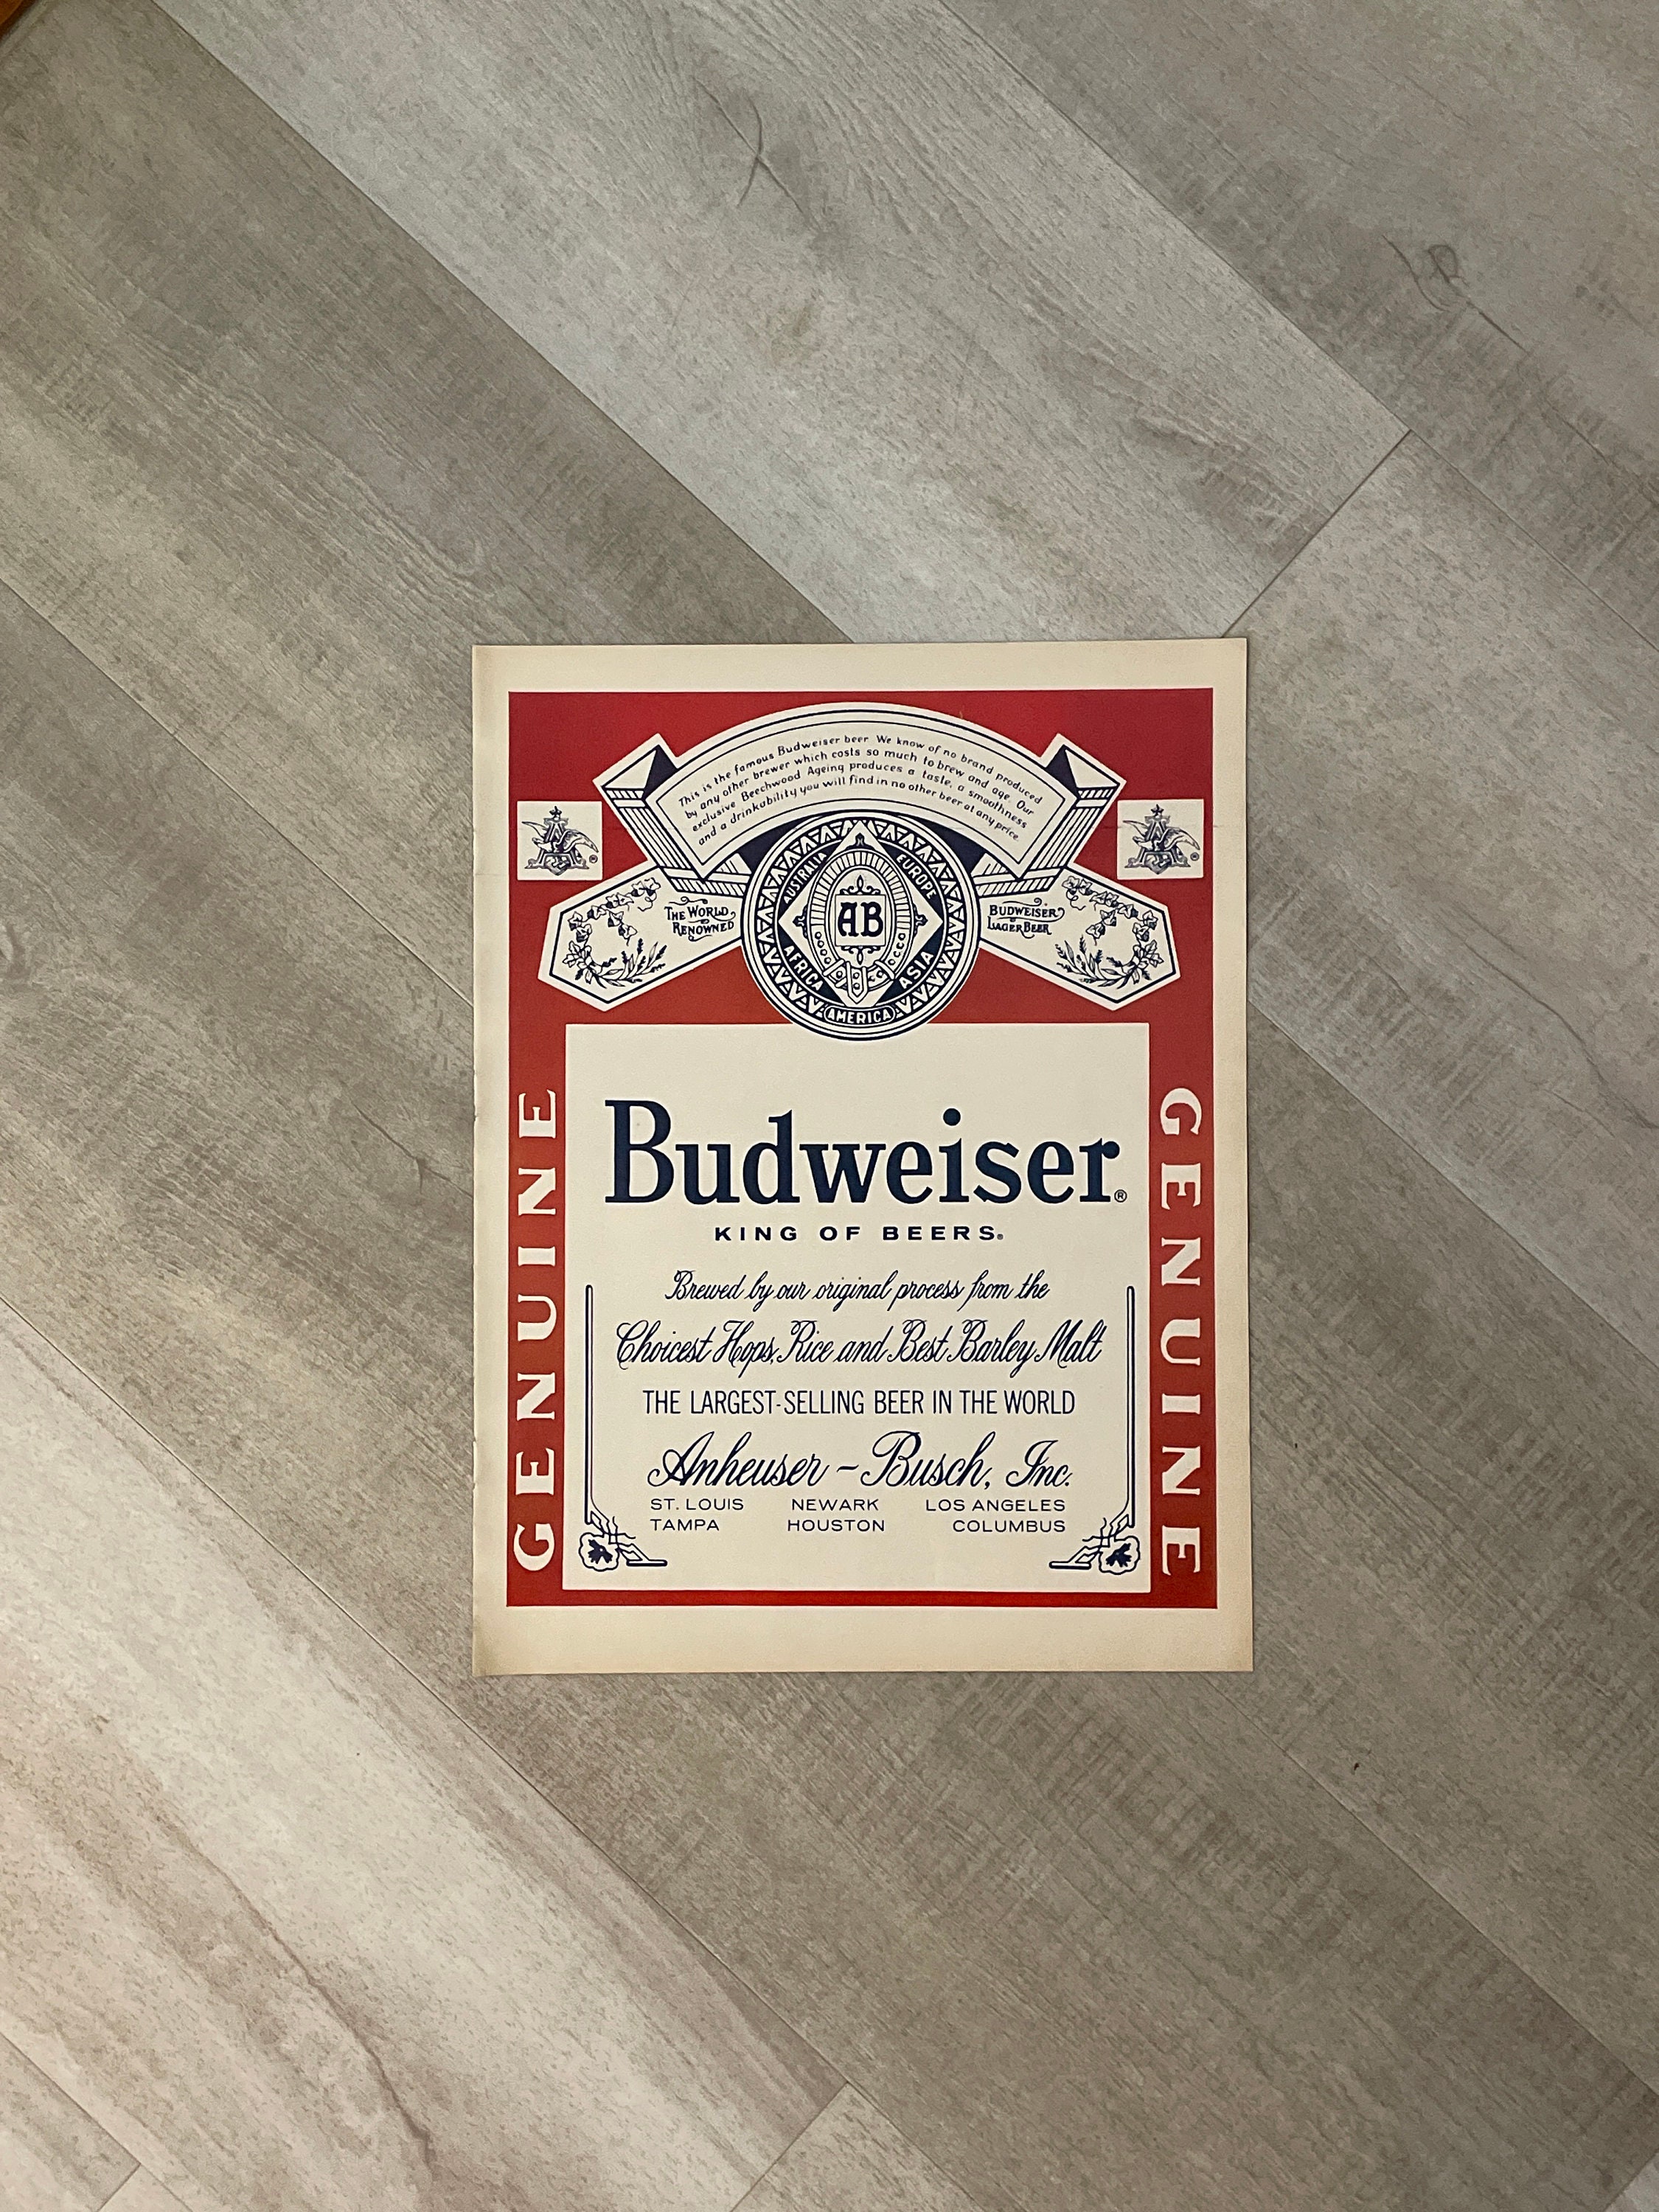 This is the famous Budweiser beer. We know of no brand produced
by any other brewer which costs so much to brew and age. Our
exclusive Beechwood Ageing produces a taste, a smoothness
and a drinkability you will find in no other beer at any price.
A
®
A
®
AUSTRALIA
EUROPE
THE WORLD
RENOWNED
AB
BUDWEISER
LAGER BEER
AFRICA
ASIA
AMERICA
GENUINE
GENUINE
Budweiser®
KING OF BEERS®
Brewed by our original process from the
Choicest Hops, Rice and Best Barley Malt
THE LARGEST-SELLING BEER IN THE WORLD
Anheuser-Busch, Inc.
ST. LOUIS NEWARK LOS ANGELES
TAMPA HOUSTON COLUMBUS